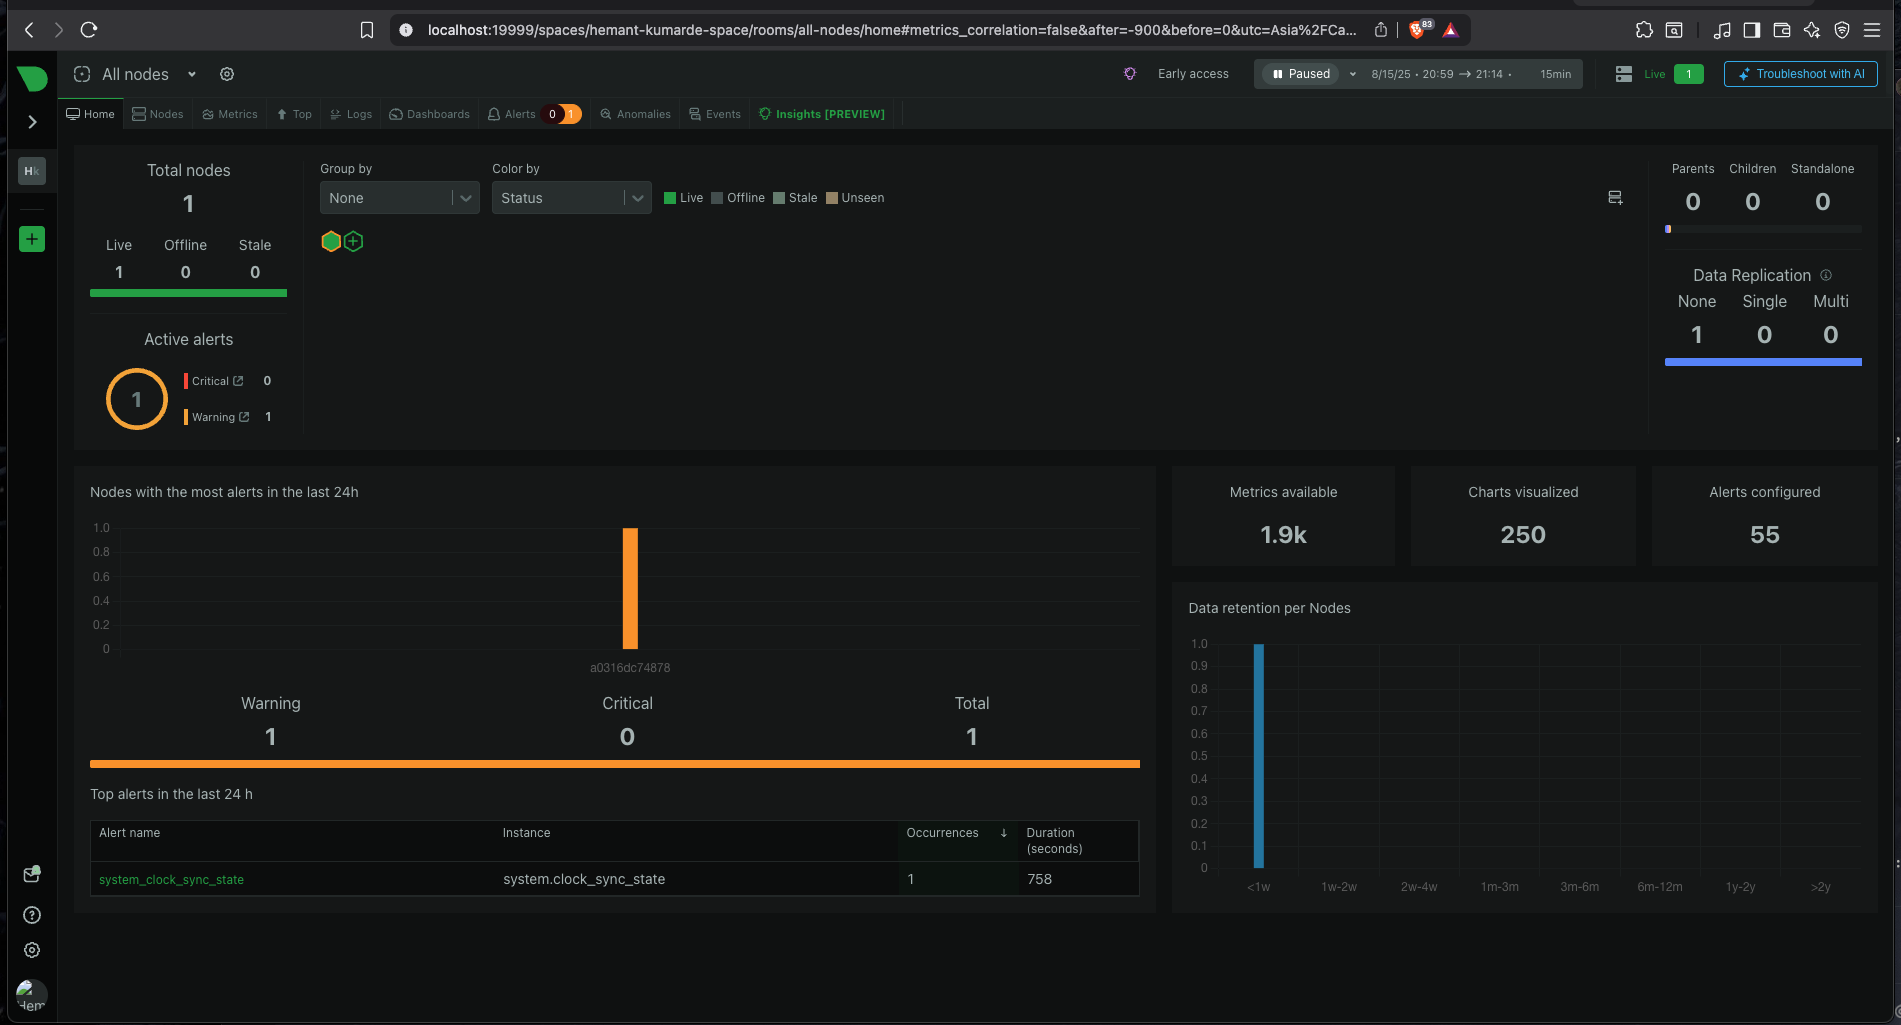 localhost:19999/spaces/hemant-kumarde-space/rooms/all-nodes/home#metrics_correlation=false&after=-900&before=0&utc=Asia%2FCa...
83
All nodes
Early access
Paused
8/15/25 • 20:59 → 21:14 •
15min
Live
1
Troubleshoot with AI
Home
Nodes
Metrics
Top
Logs
Dashboards
Alerts
0
1
Anomalies
Events
Insights [PREVIEW]
Hk
Total nodes
1
Live Offline Stale
1 0 0
Active alerts
1
Critical 0
Warning 1
Group by
None
Color by
Status
Live
Offline
Stale
Unseen
Parents Children Standalone
0 0 0
Data Replication
None Single Multi
1 0 0
Nodes with the most alerts in the last 24h
1.0
0.8
0.6
0.4
0.2
0
a0316dc74878
Warning Critical Total
1 0 1
Top alerts in the last 24 h
Alert name Instance Occurrences ↓ Duration
(seconds)
system_clock_sync_state system.clock_sync_state 1 758
Metrics available
1.9k
Charts visualized
250
Alerts configured
55
Data retention per Nodes
1.0
0.9
0.8
0.7
0.6
0.5
0.4
0.3
0.2
0.1
0
<1w 1w-2w 2w-4w 1m-3m 3m-6m 6m-12m 1y-2y >2y
Hem